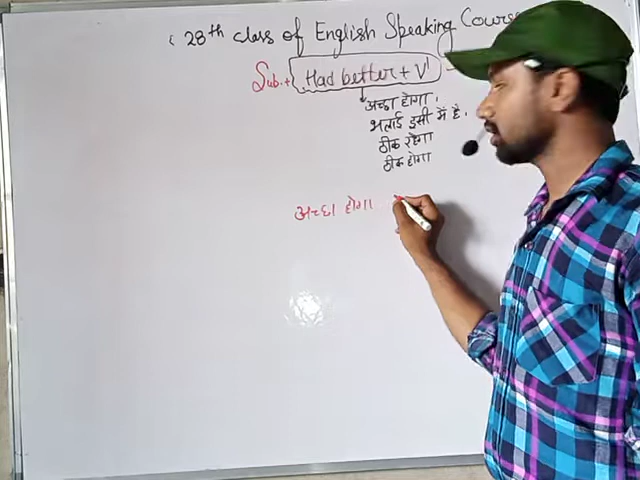 ( 28th class of English Speaking Course
Sub. + Had better + V¹
अच्छा होगा,
भलाई इसी में है,
ठीक रहेगा
ठीक होगा
अच्छा होगा